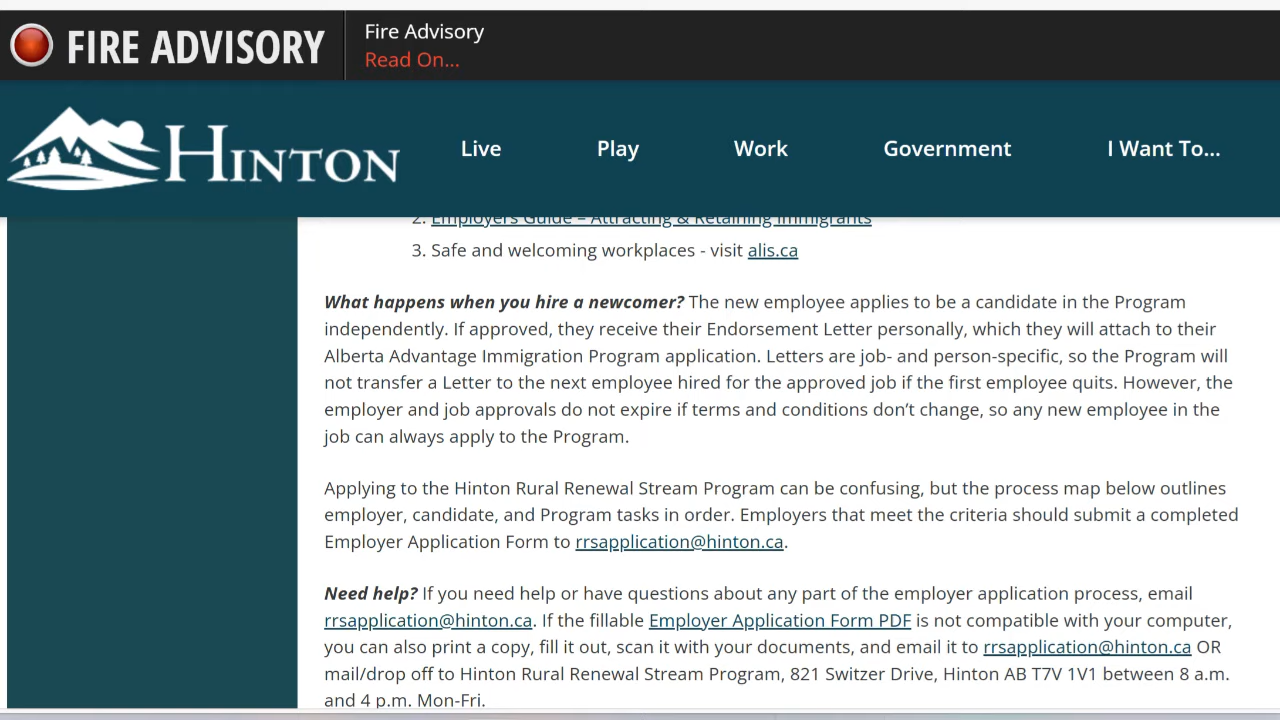 FIRE ADVISORY
Fire Advisory
Read On...
HINTON
Live
Play
Work
Government
I Want To...
2. Employers Guide – Attracting & Retaining Immigrants
3. Safe and welcoming workplaces - visit alis.ca
What happens when you hire a newcomer? The new employee applies to be a candidate in the Program
independently. If approved, they receive their Endorsement Letter personally, which they will attach to their
Alberta Advantage Immigration Program application. Letters are job- and person-specific, so the Program will
not transfer a Letter to the next employee hired for the approved job if the first employee quits. However, the
employer and job approvals do not expire if terms and conditions don’t change, so any new employee in the
job can always apply to the Program.
Applying to the Hinton Rural Renewal Stream Program can be confusing, but the process map below outlines
employer, candidate, and Program tasks in order. Employers that meet the criteria should submit a completed
Employer Application Form to rrsapplication@hinton.ca.
Need help? If you need help or have questions about any part of the employer application process, email
rrsapplication@hinton.ca. If the fillable Employer Application Form PDF is not compatible with your computer,
you can also print a copy, fill it out, scan it with your documents, and email it to rrsapplication@hinton.ca OR
mail/drop off to Hinton Rural Renewal Stream Program, 821 Switzer Drive, Hinton AB T7V 1V1 between 8 a.m.
and 4 p.m. Mon-Fri.